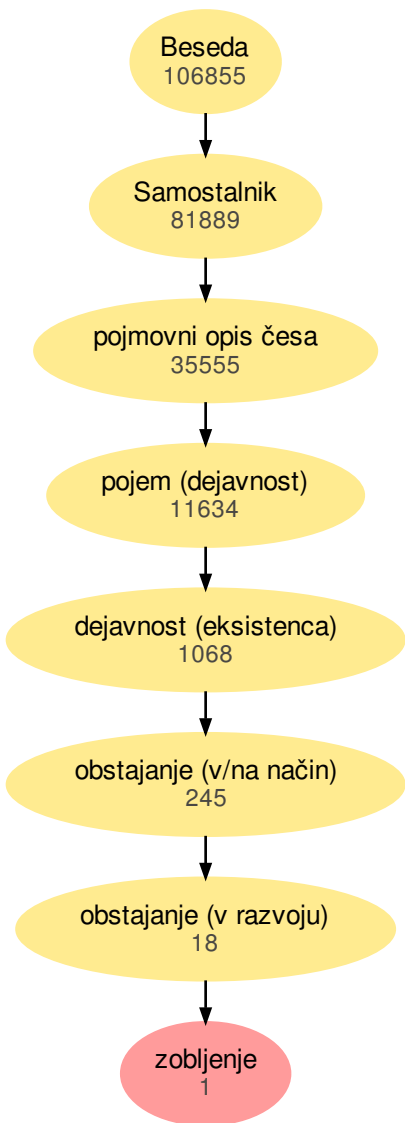 Beseda
106855
Samostalnik
81889
pojmovni opis česa
35555
pojem (dejavnost)
11634
dejavnost (eksistenca)
1068
obstajanje (v/na način)
245
obstajanje (v razvoju)
18
zobljenje
1